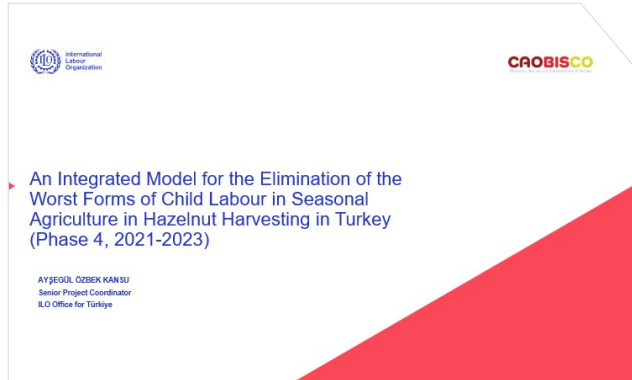 International
Labour
Organization
CAOBISCO
An Integrated Model for the Elimination of the
Worst Forms of Child Labour in Seasonal
Agriculture in Hazelnut Harvesting in Turkey
(Phase 4, 2021-2023)
AYŞEGÜL ÖZBEK KANSU
Senior Project Coordinator
ILO Office for Türkiye